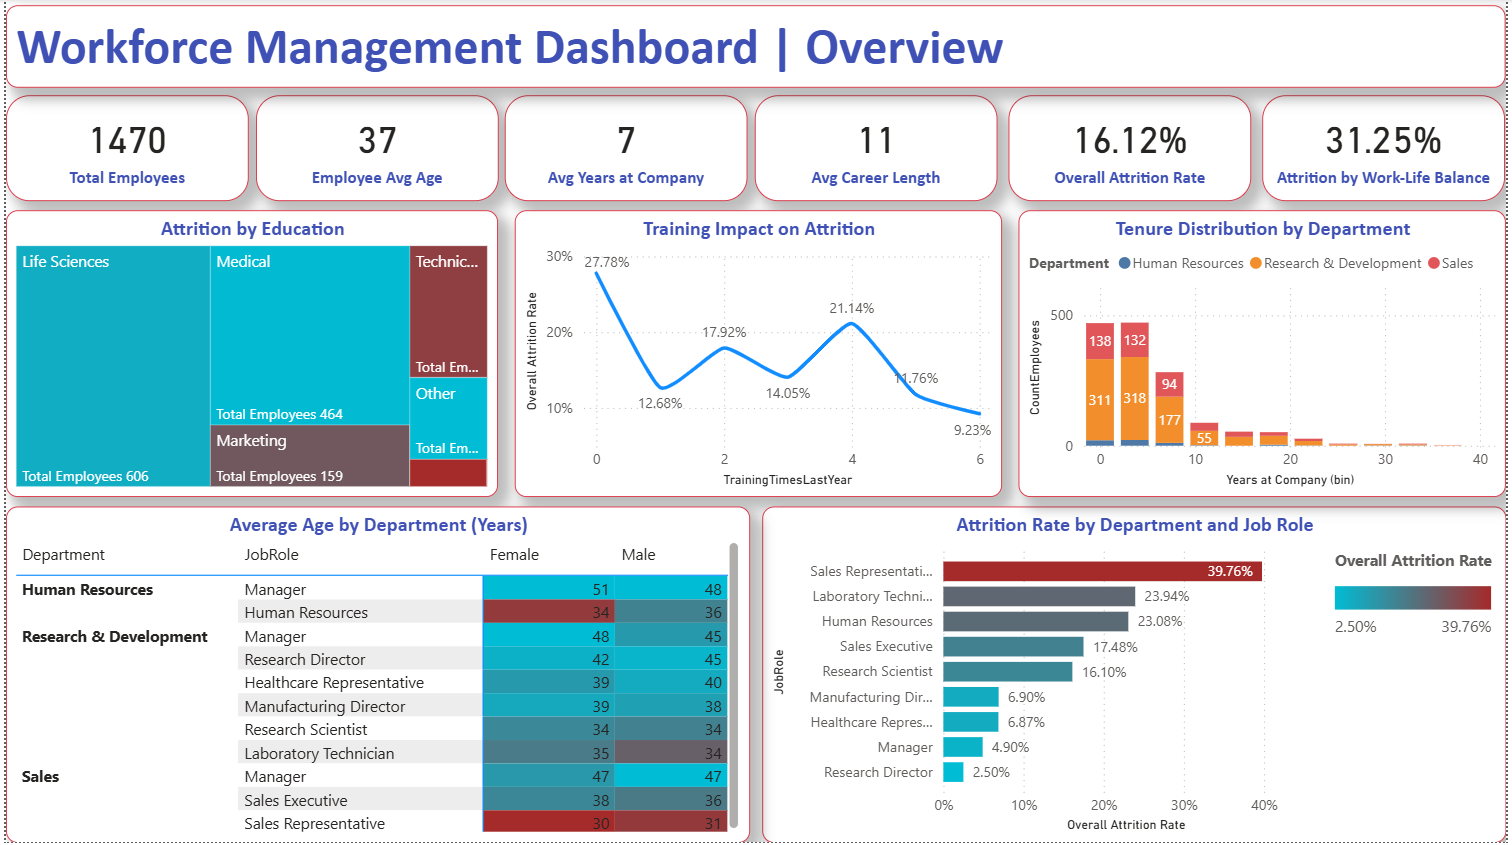 Workforce Management Dashboard | Overview
1470
Total Employees
37
Employee Avg Age
7
Avg Years at Company
11
Avg Career Length
16.12%
Overall Attrition Rate
31.25%
Attrition by Work-Life Balance
Attrition by Education
Life Sciences
Total Employees 606
Medical
Total Employees 464
Marketing
Total Employees 159
Technic...
Total Em...
Other
Total Em...
Training Impact on Attrition
Overall Attrition Rate
30%
20%
10%
27.78%
12.68%
17.92%
14.05%
21.14%
11.76%
9.23%
0 2 4 6
TrainingTimesLastYear
Tenure Distribution by Department
Department Human Resources Research & Development Sales
CountEmployees
500
0
138 132
94
311 318
177
55
0 10 20 30 40
Years at Company (bin)
Average Age by Department (Years)
Department JobRole Female Male
Human Resources Manager 51 48
Human Resources 34 36
Research & Development Manager 48 45
Research Director 42 45
Healthcare Representative 39 40
Manufacturing Director 39 38
Research Scientist 34 34
Laboratory Technician 35 34
Sales Manager 47 47
Sales Executive 38 36
Sales Representative 30 31
Attrition Rate by Department and Job Role
JobRole
Sales Representati... 39.76%
Laboratory Techni... 23.94%
Human Resources 23.08%
Sales Executive 17.48%
Research Scientist 16.10%
Manufacturing Dir... 6.90%
Healthcare Repres... 6.87%
Manager 4.90%
Research Director 2.50%
0% 10% 20% 30% 40%
Overall Attrition Rate
Overall Attrition Rate
2.50% 39.76%